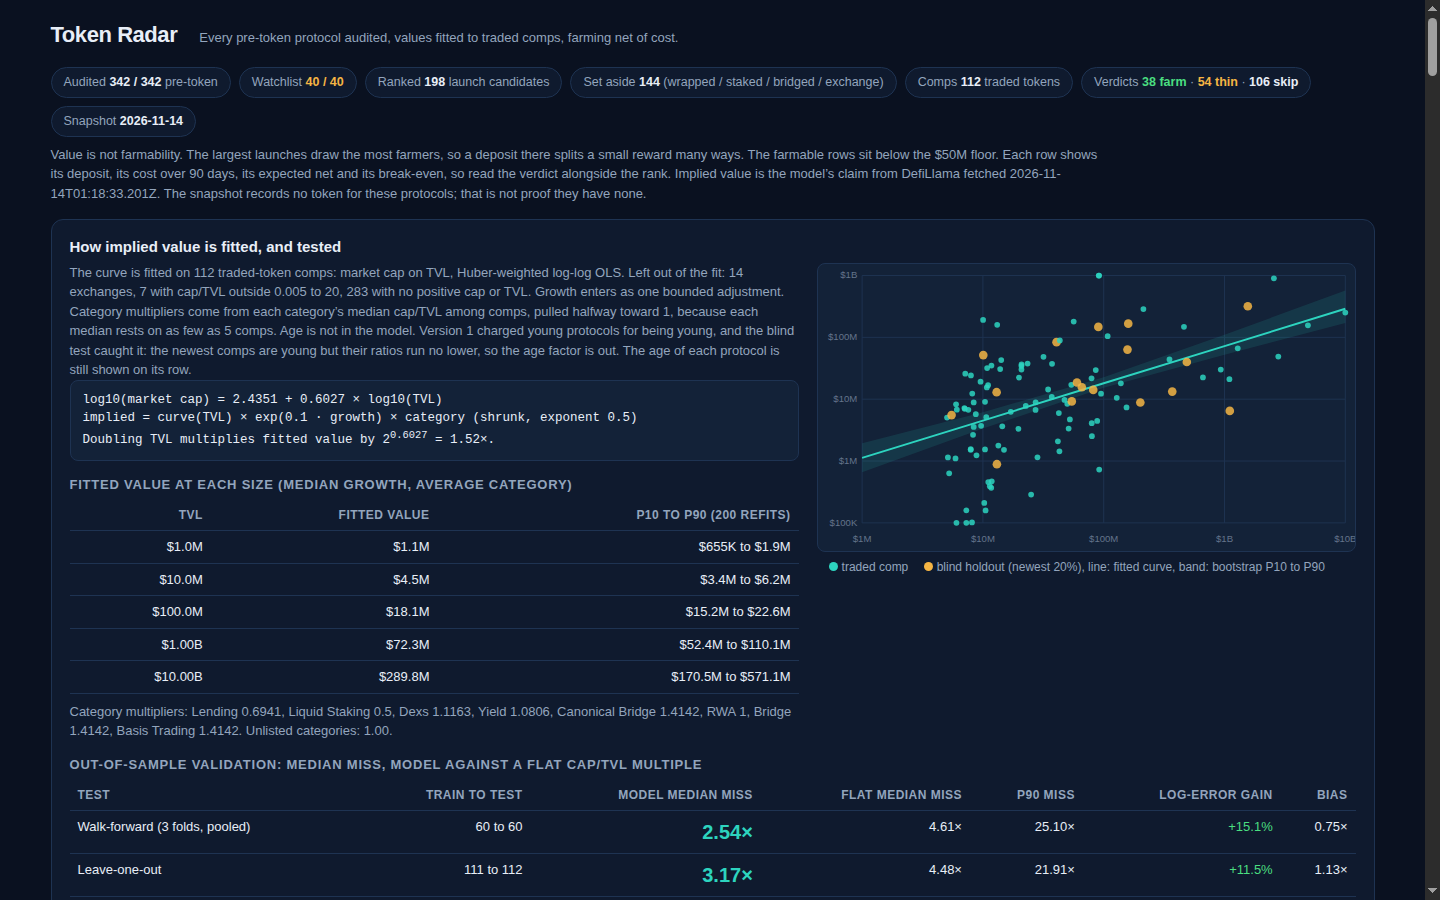 Token Radar
Every pre-token protocol audited, values fitted to traded comps, farming net of cost.
Audited 342 / 342 pre-token
Watchlist 40 / 40
Ranked 198 launch candidates
Set aside 144 (wrapped / staked / bridged / exchange)
Comps 112 traded tokens
Verdicts 38 farm · 54 thin · 106 skip
Snapshot 2026-11-14
Value is not farmability. The largest launches draw the most farmers, so a deposit there splits a small reward many ways. The farmable rows sit below the $50M floor. Each row shows
its deposit, its cost over 90 days, its expected net and its break-even, so read the verdict alongside the rank. Implied value is the model's claim from DefiLlama fetched 2026-11-
14T01:18:33.201Z. The snapshot records no token for these protocols; that is not proof they have none.
How implied value is fitted, and tested
The curve is fitted on 112 traded-token comps: market cap on TVL, Huber-weighted log-log OLS. Left out of the fit: 14
exchanges, 7 with cap/TVL outside 0.005 to 20, 283 with no positive cap or TVL. Growth enters as one bounded adjustment.
Category multipliers come from each category's median cap/TVL among comps, pulled halfway toward 1, because each
median rests on as few as 5 comps. Age is not in the model. Version 1 charged young protocols for being young, and the blind
test caught it: the newest comps are young but their ratios run no lower, so the age factor is out. The age of each protocol is
still shown on its row.
log10(market cap) = 2.4351 + 0.6027 × log10(TVL)
implied = curve(TVL) × exp(0.1 · growth) × category (shrunk, exponent 0.5)
Doubling TVL multiplies fitted value by 2^0.6027 = 1.52×.
FITTED VALUE AT EACH SIZE (MEDIAN GROWTH, AVERAGE CATEGORY)
TVL FITTED VALUE P10 TO P90 (200 REFITS)
$1.0M $1.1M $655K to $1.9M
$10.0M $4.5M $3.4M to $6.2M
$100.0M $18.1M $15.2M to $22.6M
$1.00B $72.3M $52.4M to $110.1M
$10.00B $289.8M $170.5M to $571.1M
Category multipliers: Lending 0.6941, Liquid Staking 0.5, Dexs 1.1163, Yield 1.0806, Canonical Bridge 1.4142, RWA 1, Bridge
1.4142, Basis Trading 1.4142. Unlisted categories: 1.00.
$1B
$100M
$10M
$1M
$100K
$1M $10M $100M $1B $10B
traded comp
blind holdout (newest 20%), line: fitted curve, band: bootstrap P10 to P90
OUT-OF-SAMPLE VALIDATION: MEDIAN MISS, MODEL AGAINST A FLAT CAP/TVL MULTIPLE
TEST TRAIN TO TEST MODEL MEDIAN MISS FLAT MEDIAN MISS P90 MISS LOG-ERROR GAIN BIAS
Walk-forward (3 folds, pooled) 60 to 60 2.54× 4.61× 25.10× +15.1% 0.75×
Leave-one-out 111 to 112 3.17× 4.48× 21.91× +11.5% 1.13×